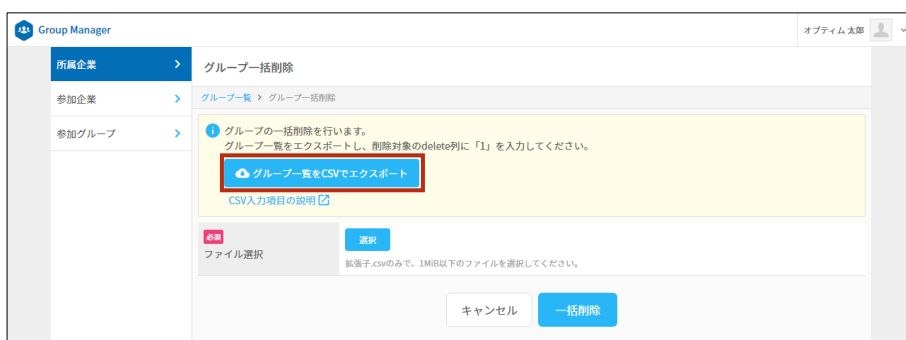 Group Manager
オプティム 太郎
所属企業
参加企業
参加グループ
グループ一括削除
グループ一覧 > グループ一括削除
グループの一括削除を行います。
グループ一覧をエクスポートし、削除対象のdelete列に「1」を入力してください。
グループ一覧をCSVでエクスポート
CSV入力項目の説明
必須
ファイル選択
選択
拡張子.csvのみで、1MiB以下のファイルを選択してください。
キャンセル
一括削除